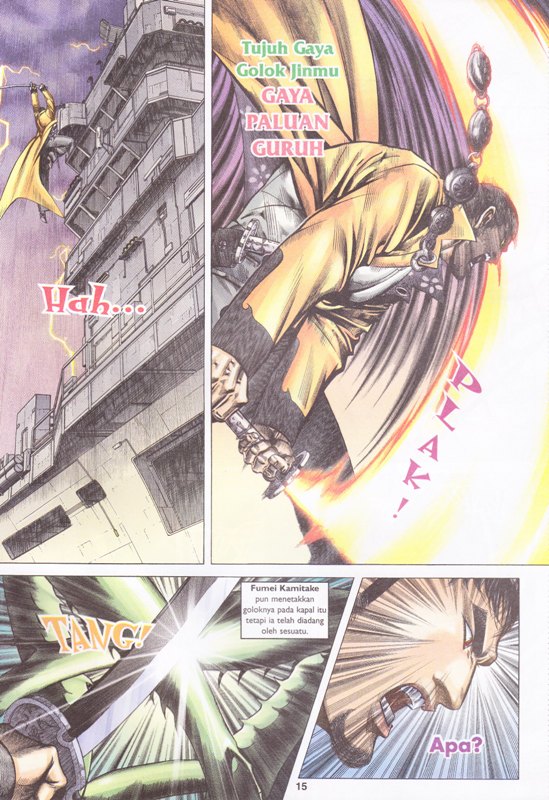 Hah...
Tujuh Gaya
Golok Jinmu
GAYA
PALUAN
GURUH
PLAK!
TANG!
Fumei Kamitake
pun menetakkan
goloknya pada kapal itu
tetapi ia telah diadang
oleh sesuatu.
Apa?
15